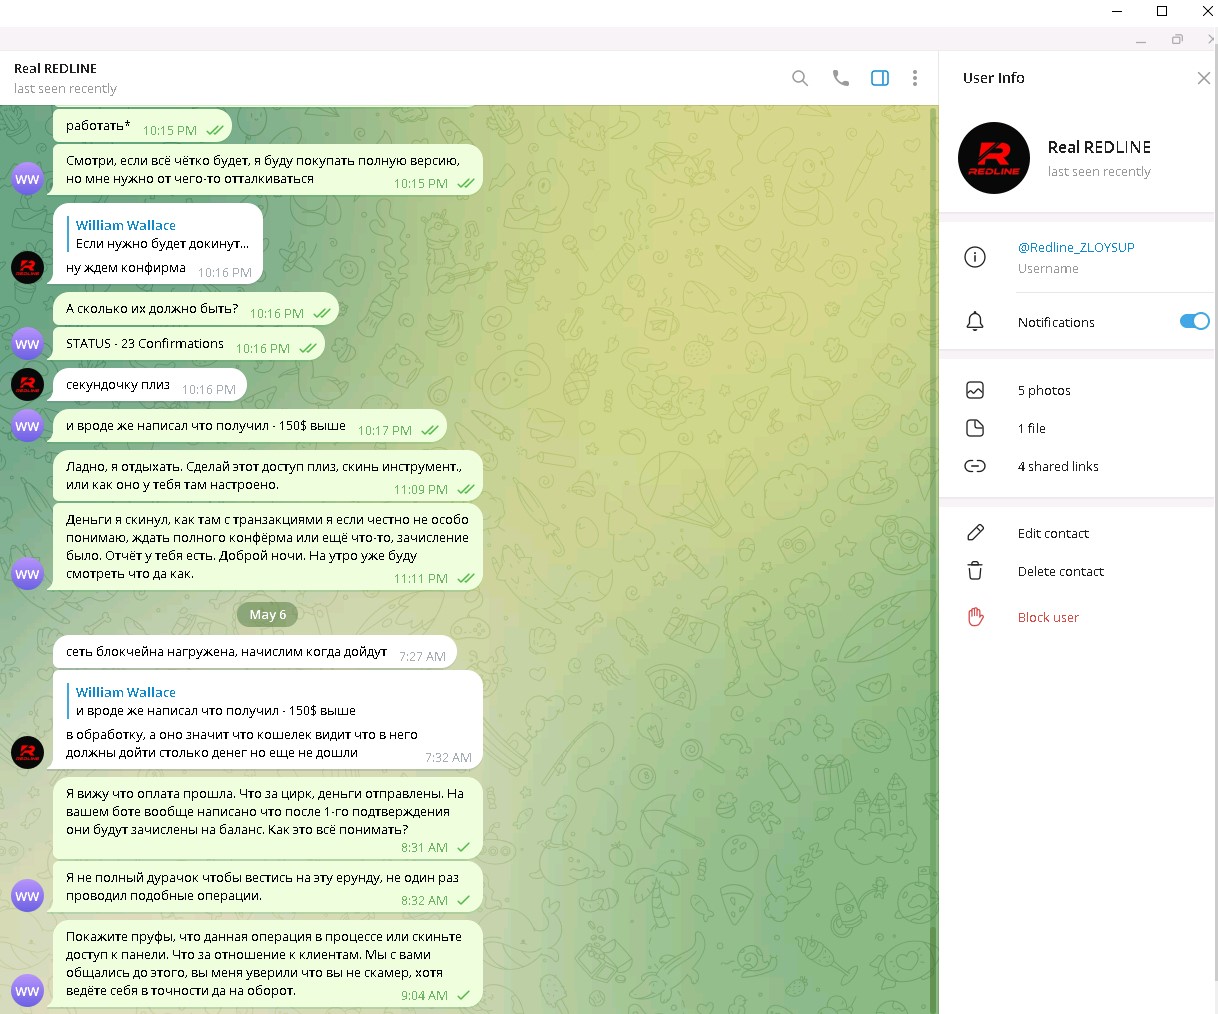 Real REDLINE
last seen recently
работать*
10:15 PM
Смотри, если всё чётко будет, я буду покупать полную версию,
но мне нужно от чего-то отталкиваться
10:15 PM
WW
William Wallace
Если нужно будет докинут...
ну ждем конфирма
10:16 PM
REDLINE
А сколько их должно быть?
10:16 PM
STATUS - 23 Confirmations
10:16 PM
WW
секундочку плиз
10:16 PM
REDLINE
и вроде же написал что получил - 150$ выше
10:17 PM
WW
Ладно, я отдыхать. Сделай этот доступ плиз, скинь инструмент.,
или как оно у тебя там настроено.
11:09 PM
Деньги я скинул, как там с транзакциями я если честно не особо
понимаю, ждать полного конфёрма или ещё что-то, зачисление
было. Отчёт у тебя есть. Доброй ночи. На утро уже буду
смотреть что да как.
11:11 PM
WW
May 6
сеть блокчейна нагружена, начислим когда дойдут
7:27 AM
William Wallace
и вроде же написал что получил - 150$ выше
в обработку, а оно значит что кошелек видит что в него
должны дойти столько денег но еще не дошли
7:32 AM
REDLINE
Я вижу что оплата прошла. Что за цирк, деньги отправлены. На
вашем боте вообще написано что после 1-го подтверждения
они будут зачислены на баланс. Как это всё понимать?
8:31 AM
Я не полный дурачок чтобы вестись на эту ерунду, не один раз
проводил подобные операции.
8:32 AM
WW
Покажите пруфы, что данная операция в процессе или скиньте
доступ к панели. Что за отношение к клиентам. Мы с вами
общались до этого, вы меня уверили что вы не скамер, хотя
ведёте себя в точности да на оборот.
9:04 AM
WW
User Info
REDLINE
Real REDLINE
last seen recently
@Redline_ZLOYSUP
Username
Notifications
5 photos
1 file
4 shared links
Edit contact
Delete contact
Block user